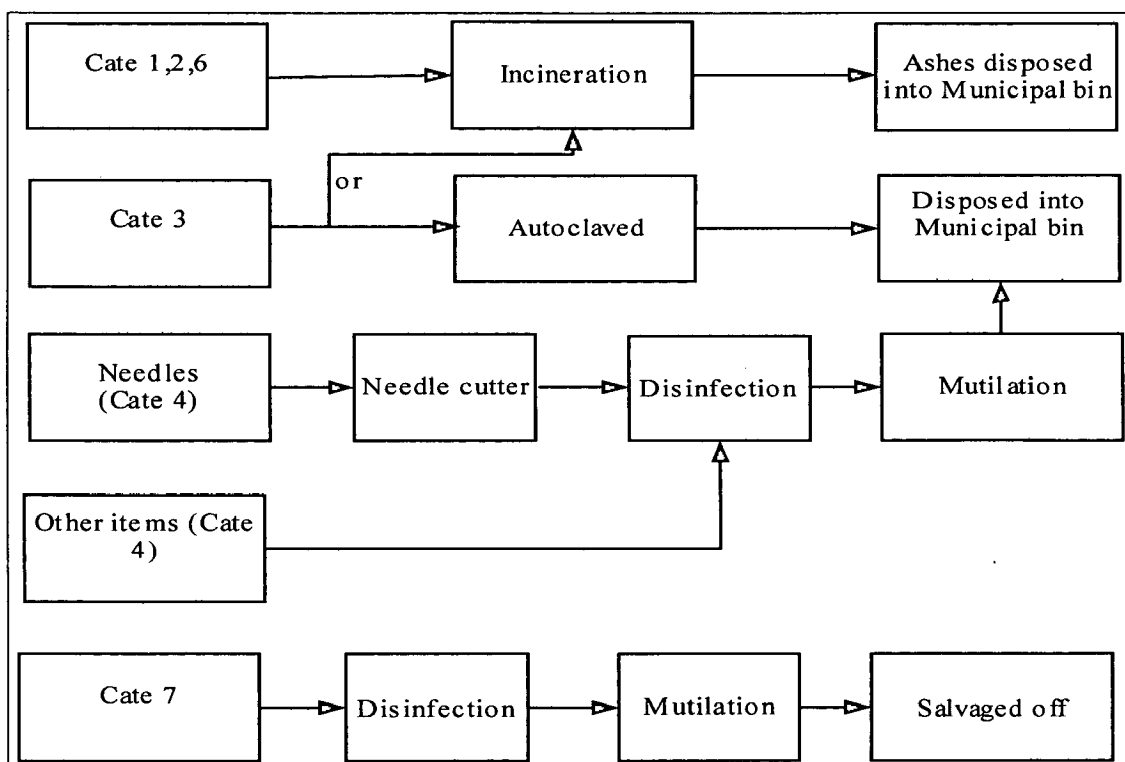 Cate 1,2,6
Incineration
Ashes disposed
into Municipal bin
or
Cate 3
Autoclaved
Disposed into
Municipal bin
Needles
(Cate 4)
Needle cutter
Disinfection
Mutilation
Other items (Cate
4)
Cate 7
Disinfection
Mutilation
Salvaged off